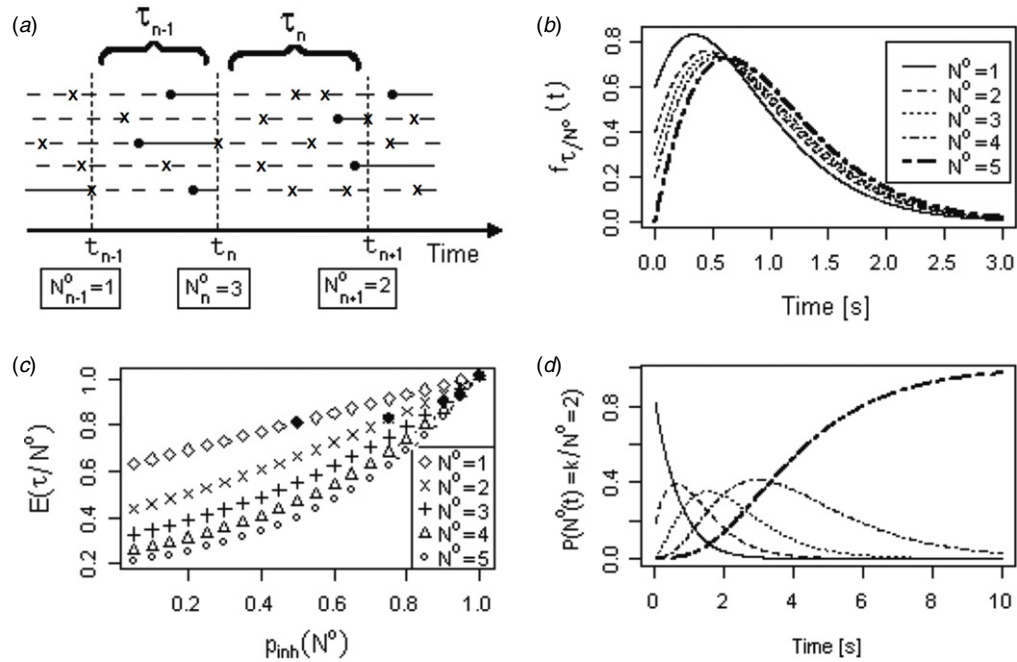 (a)
τn-1
τn
tn-1
tn
tn+1
Time
N°n-1=1
N°n=3
N°n+1=2
(b)
fτ/N°(t)
0.8
0.6
0.4
0.2
0.0
N°=1
N°=2
N°=3
N°=4
N°=5
0.0 0.5 1.0 1.5 2.0 2.5 3.0
Time [s]
(c)
E(τ/N°)
1.0
0.8
0.6
0.4
0.2
N°=1
N°=2
N°=3
N°=4
N°=5
0.2 0.4 0.6 0.8 1.0
pinh(N°)
(d)
P(N°(t)=k/N°=2)
0.8
0.4
0.0
0 2 4 6 8 10
Time [s]